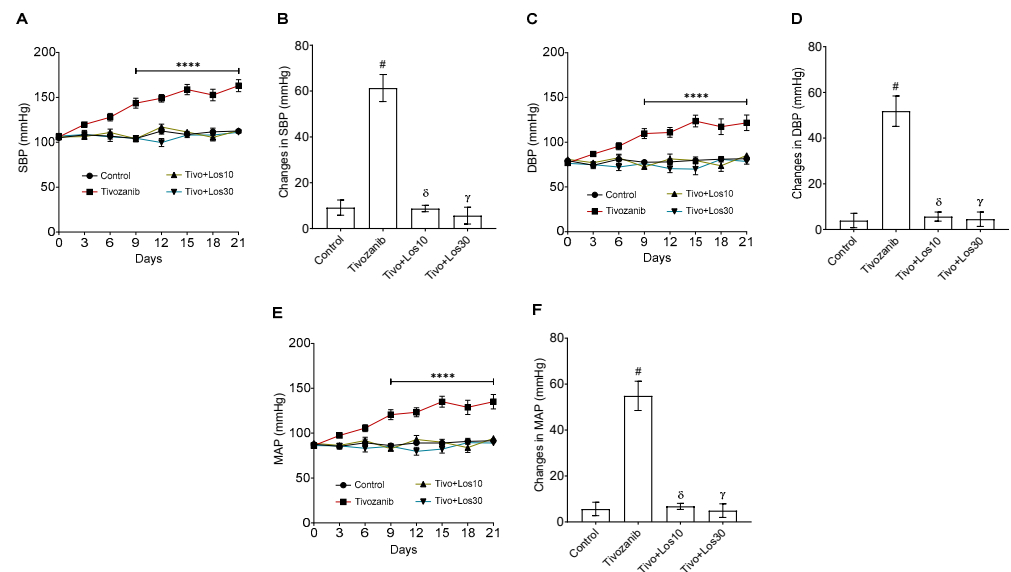 A
SBP (mmHg)
200
150
100
50
0
****
Control
Tivozanib
Tivo+Los10
Tivo+Los30
0 3 6 9 12 15 18 21
Days
B
Changes in SBP (mmHg)
80
60
40
20
0
#
δ
γ
Control
Tivozanib
Tivo+Los10
Tivo+Los30
C
DBP (mmHg)
200
150
100
50
0
****
Control
Tivozanib
Tivo+Los10
Tivo+Los30
0 3 6 9 12 15 18 21
Days
D
Changes in DBP (mmHg)
80
60
40
20
0
#
δ
γ
Control
Tivozanib
Tivo+Los10
Tivo+Los30
E
MAP (mmHg)
200
150
100
50
0
****
Control
Tivozanib
Tivo+Los10
Tivo+Los30
0 3 6 9 12 15 18 21
Days
F
Changes in MAP (mmHg)
80
60
40
20
0
#
δ
γ
Control
Tivozanib
Tivo+Los10
Tivo+Los30